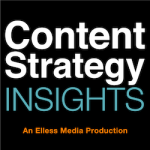 Content
Strategy
INSIGHTS
An Elless Media Production